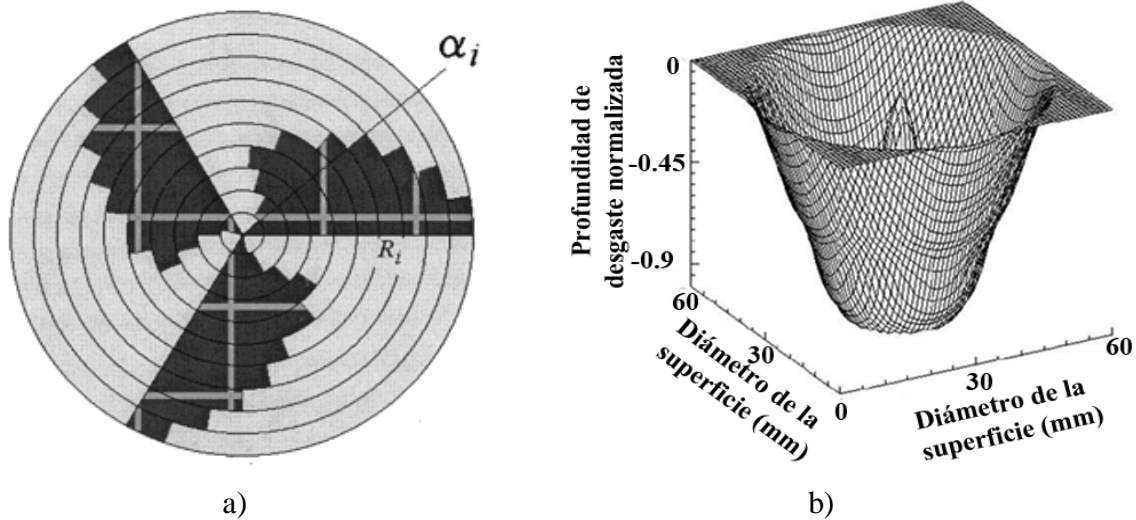 αi
Ri
a)
0
-0.45
-0.9
Profundidad de
desgaste normalizada
60
30
0
Diámetro de la
superficie (mm)
30
60
Diámetro de la
superficie (mm)
b)